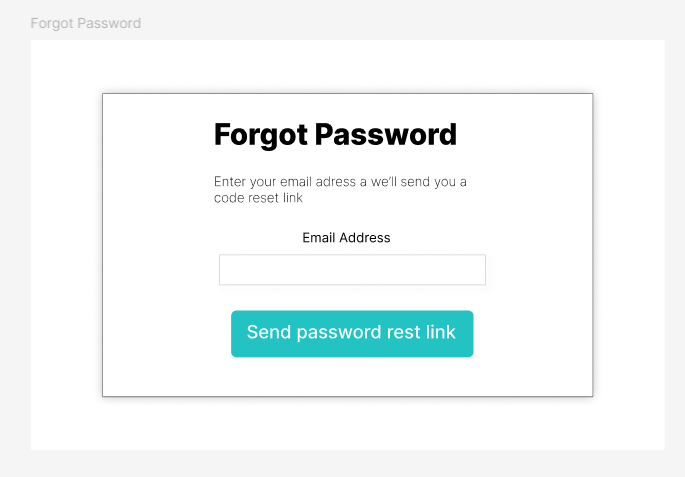 Forgot Password
Forgot Password
Enter your email adress a we'll send you a
code reset link
Email Address
Send password rest link